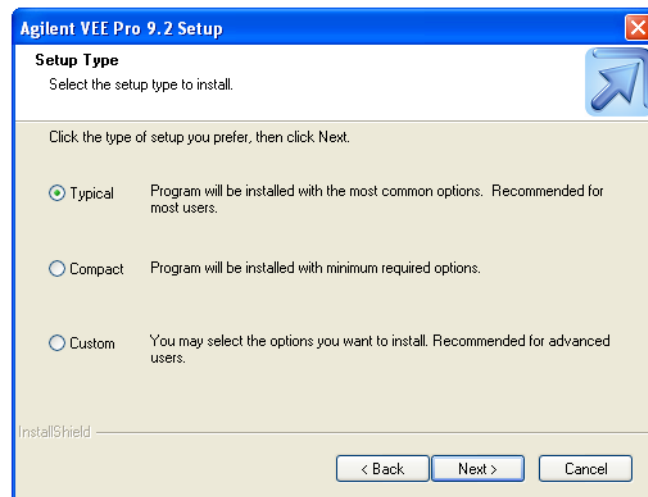 Agilent VEE Pro 9.2 Setup
Setup Type
Select the setup type to install.
Click the type of setup you prefer, then click Next.
Typical
Program will be installed with the most common options. Recommended for
most users.
Compact
Program will be installed with minimum required options.
Custom
You may select the options you want to install. Recommended for advanced
users.
InstallShield
< Back
Next >
Cancel